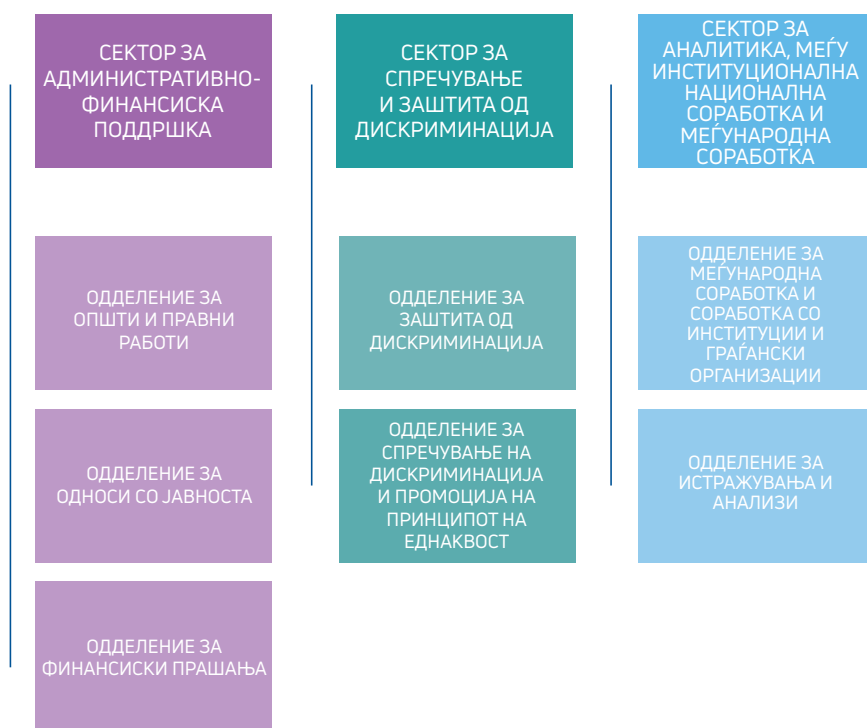 СЕКТОР ЗА
АДМИНИСТРАТИВНО-
ФИНАНСИСКА
ПОДДРШКА
СЕКТОР ЗА
СПРЕЧУВАЊЕ
И ЗАШТИТА ОД
ДИСКРИМИНАЦИЈА
СЕКТОР ЗА
АНАЛИТИКА, МЕЃУ
ИНСТИТУЦИОНАЛНА
НАЦИОНАЛНА
СОРАБОТКА И
МЕЃУНАРОДНА
СОРАБОТКА
ОДДЕЛЕНИЕ ЗА
ОПШТИ И ПРАВНИ
РАБОТИ
ОДДЕЛЕНИЕ ЗА
ЗАШТИТА ОД
ДИСКРИМИНАЦИЈА
ОДДЕЛЕНИЕ ЗА
МЕЃУНАРОДНА
СОРАБОТКА И
СОРАБОТКА СО
ИНСТИТУЦИИ И
ГРАЃАНСКИ
ОРГАНИЗАЦИИ
ОДДЕЛЕНИЕ ЗА
ОДНОСИ СО ЈАВНОСТА
ОДДЕЛЕНИЕ ЗА
СПРЕЧУВАЊЕ НА
ДИСКРИМИНАЦИЈА
И ПРОМОЦИЈА НА
ПРИНЦИПОТ НА
ЕДНАКВОСТ
ОДДЕЛЕНИЕ ЗА
ИСТРАЖУВАЊА И
АНАЛИЗИ
ОДДЕЛЕНИЕ ЗА
ФИНАНСИСКИ ПРАШАЊА